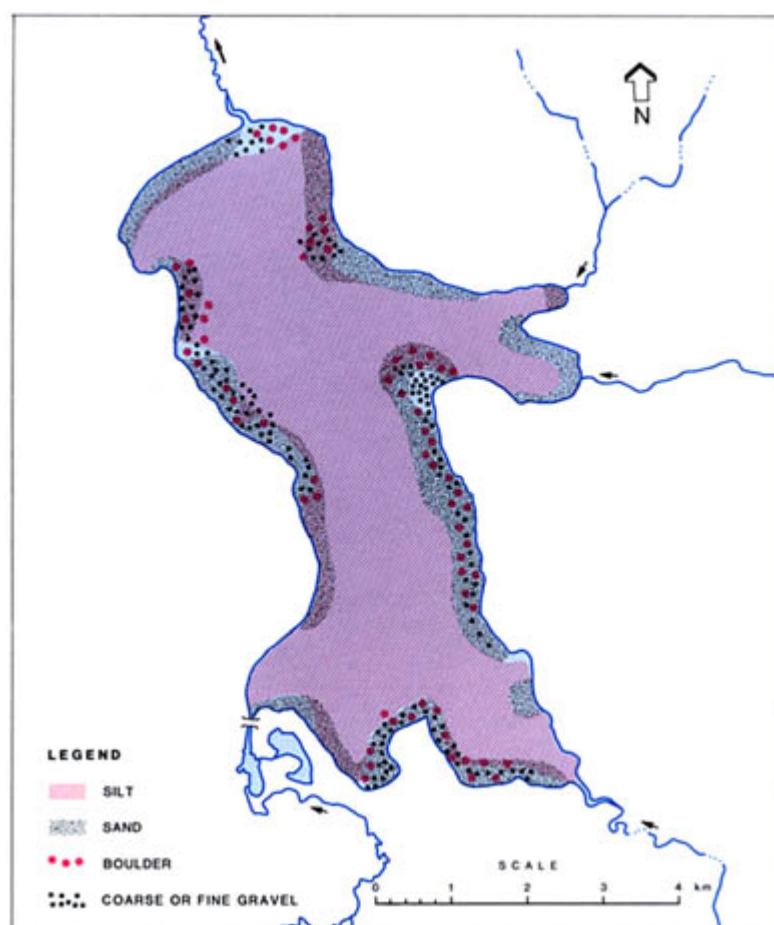 N
LEGEND
SILT
SAND
BOULDER
COARSE OR FINE GRAVEL
SCALE
0 1 2 3 4 km